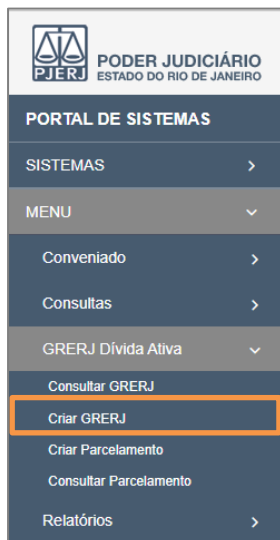 PJERJ
PODER JUDICIÁRIO
ESTADO DO RIO DE JANEIRO
PORTAL DE SISTEMAS
SISTEMAS
MENU
Conveniado
Consultas
GRERJ Dívida Ativa
Consultar GRERJ
Criar GRERJ
Criar Parcelamento
Consultar Parcelamento
Relatórios